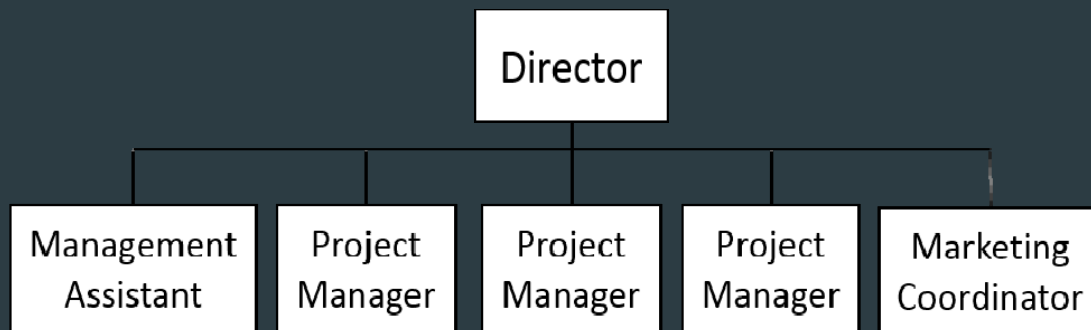 Director
Management
Assistant
Project
Manager
Project
Manager
Project
Manager
Marketing
Coordinator